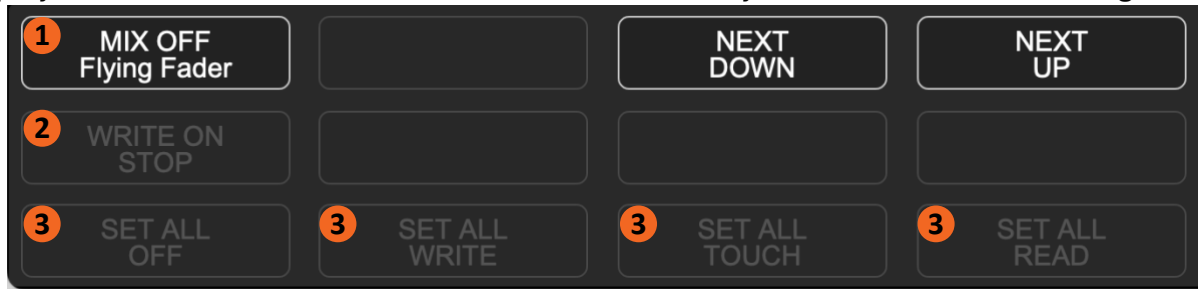 1 MIX OFF
Flying Fader
NEXT
DOWN
NEXT
UP
2 WRITE ON
STOP
3 SET ALL
OFF
3 SET ALL
WRITE
3 SET ALL
TOUCH
3 SET ALL
READ